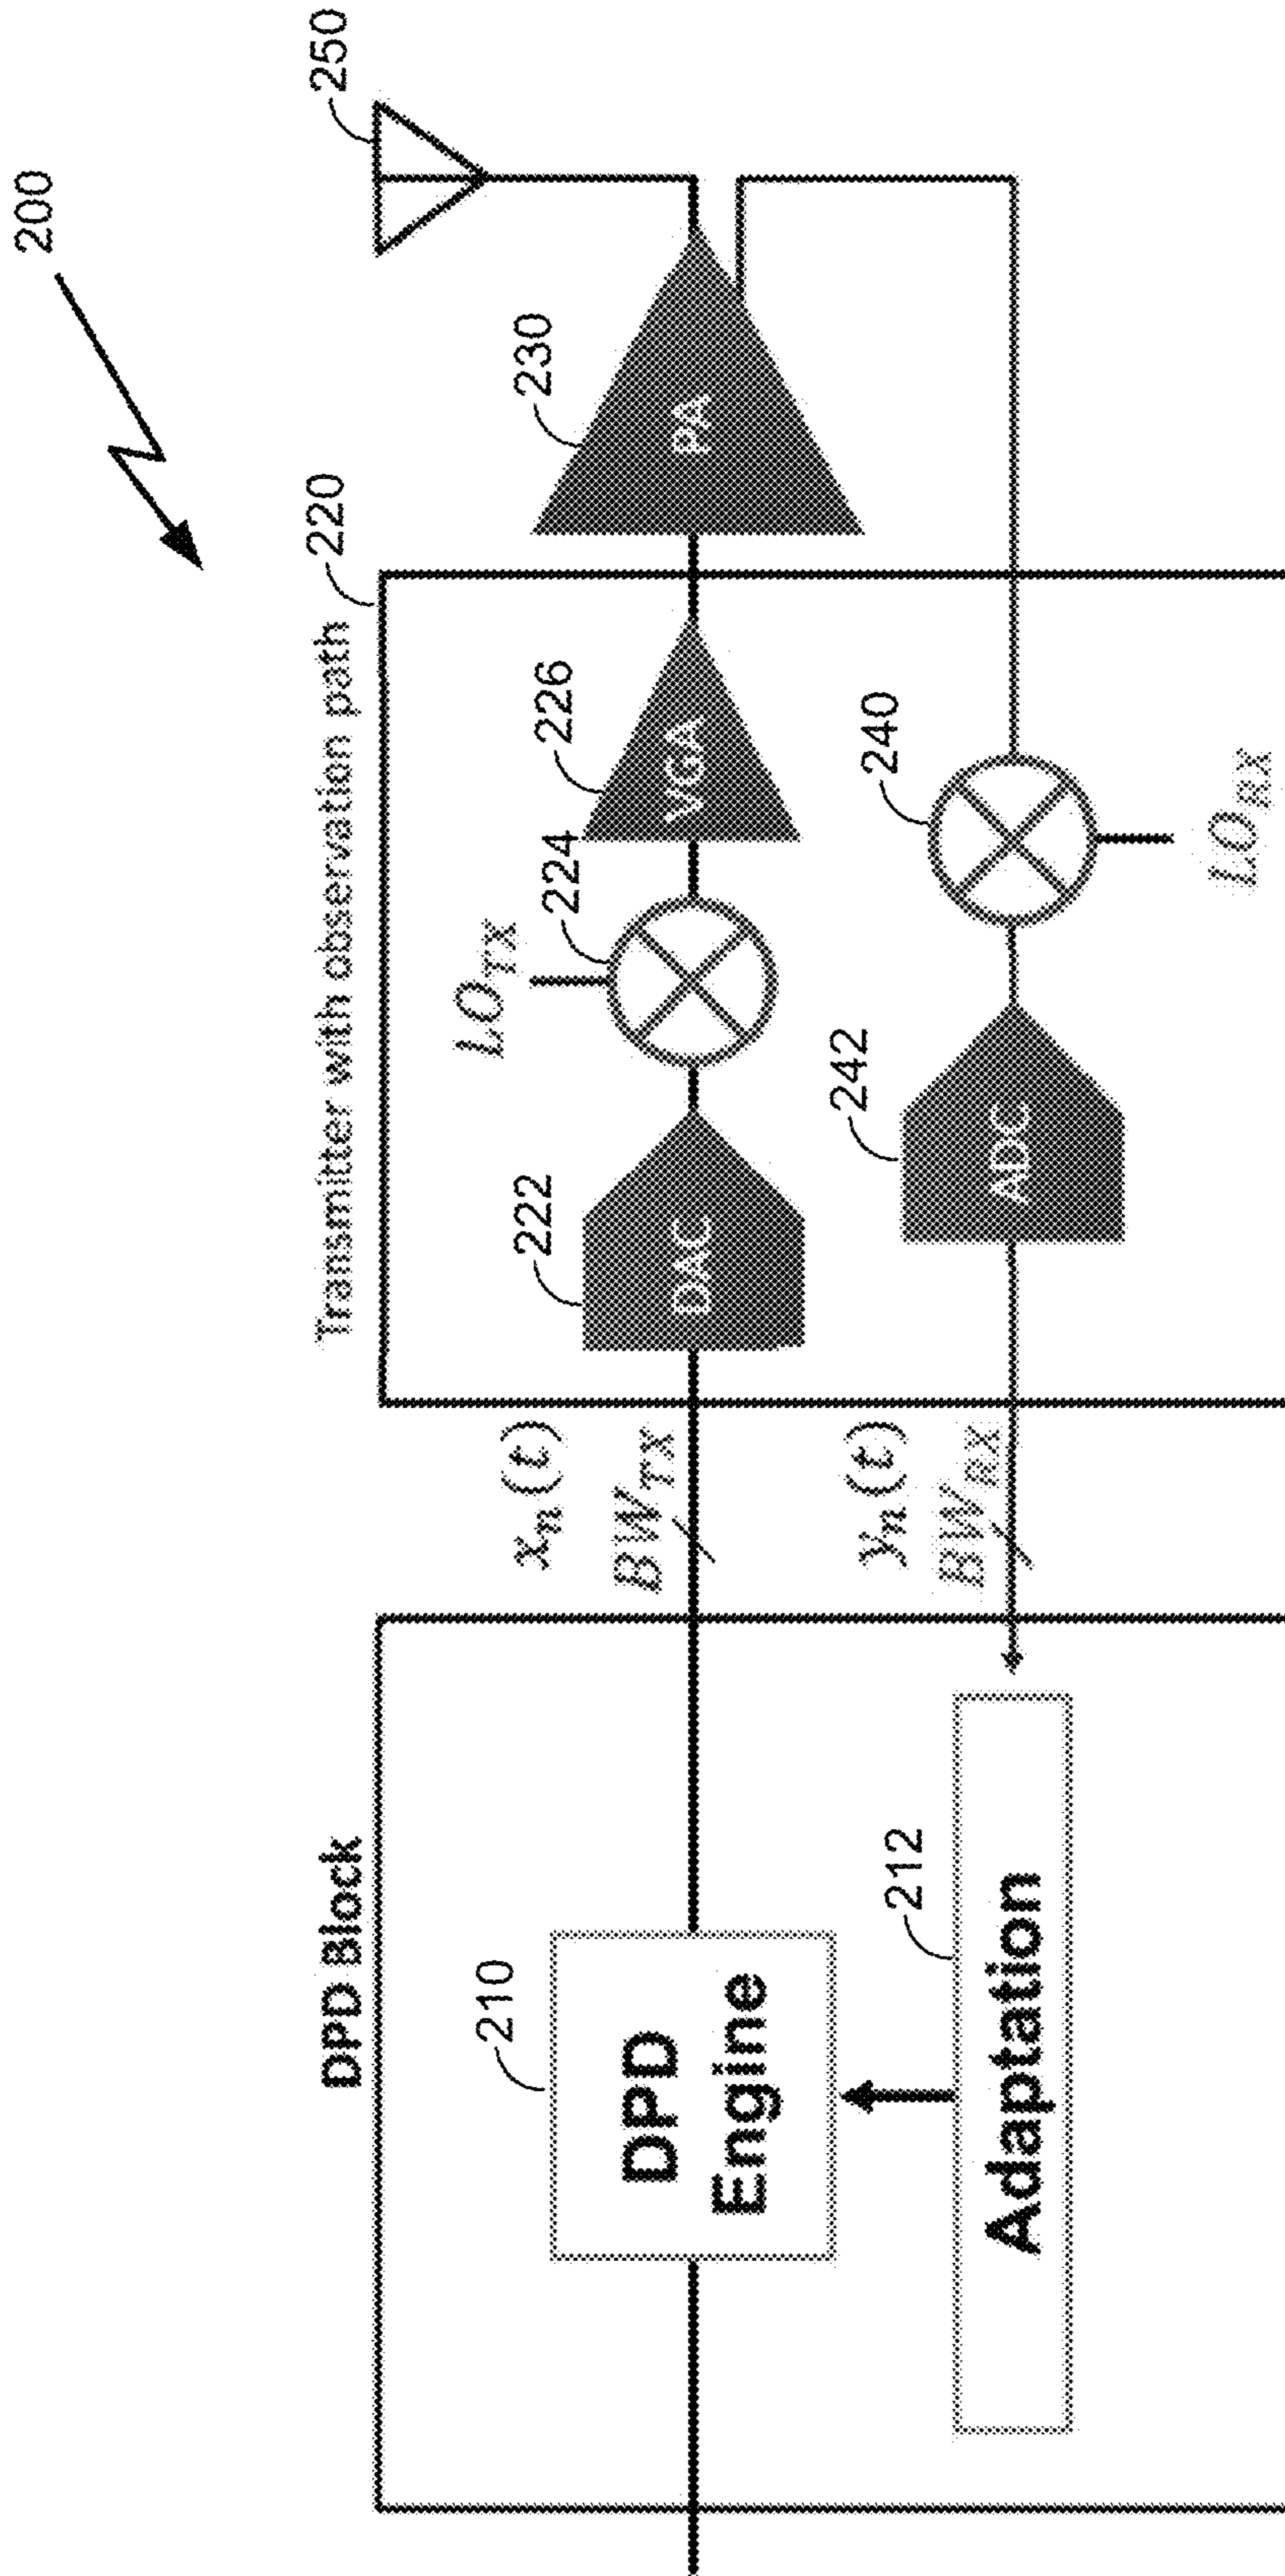 200
Transmitter with observation path
220
250
DPD Block
210
DPD
Engine
x_n(t)
BW_TX
222
DAC
LO_TX
224
226
VGA
230
PA
212
Adaptation
y_n(t)
BW_RX
242
ADC
240
LO_RX